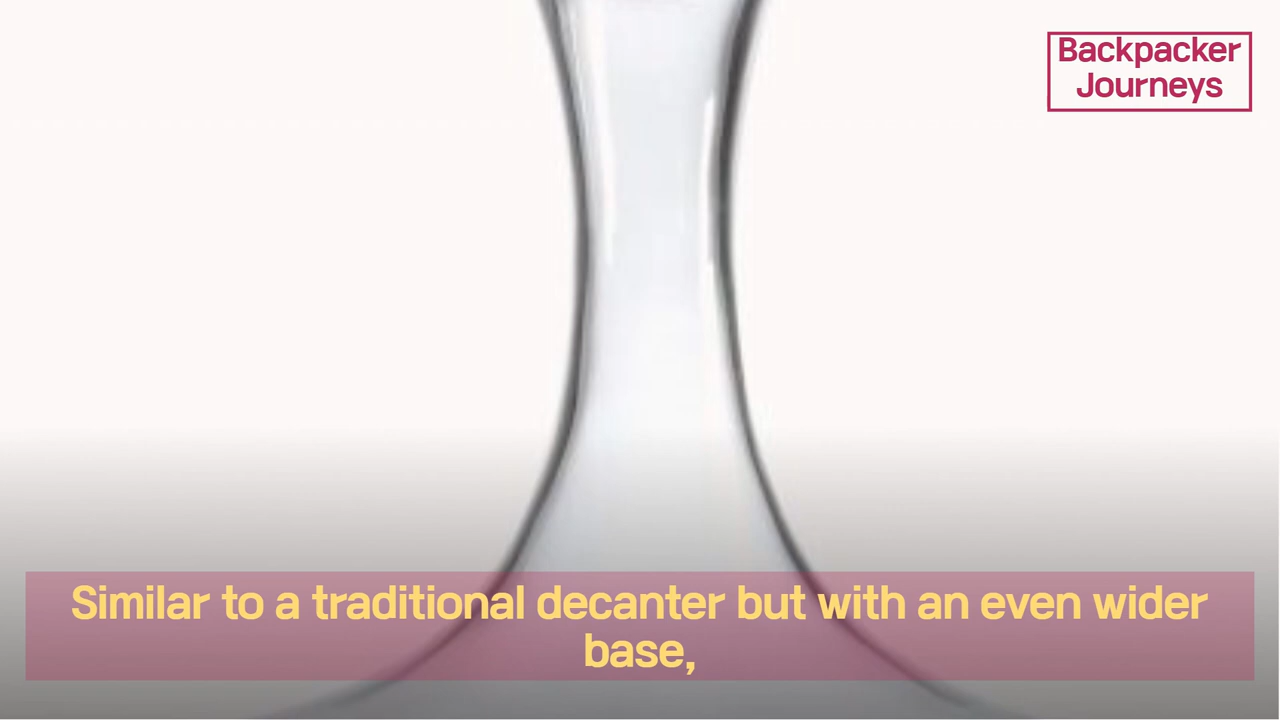 Backpacker
Journeys
Similar to a traditional decanter but with an even wider
base,